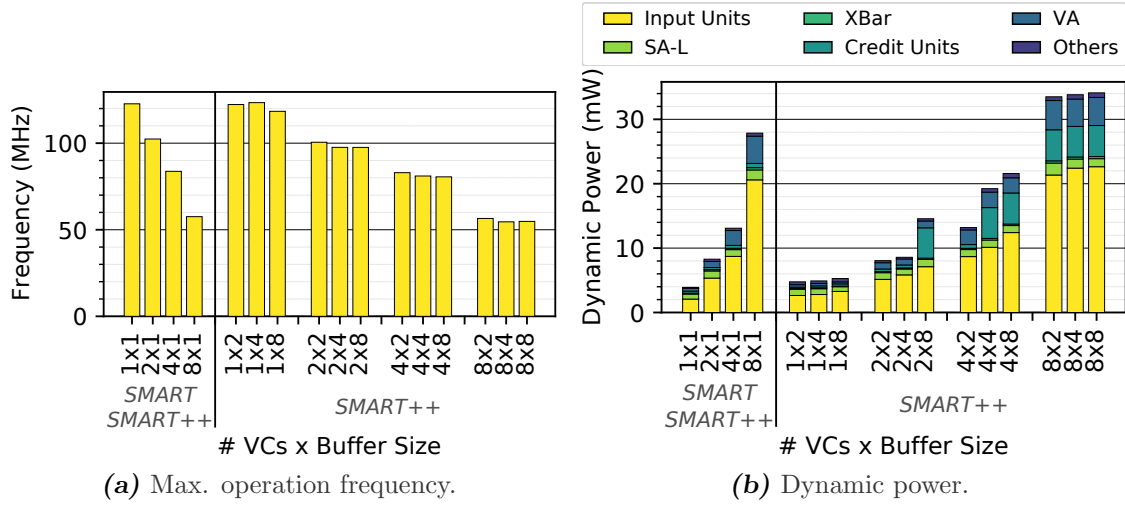 Frequency (MHz)
100
50
0
1x1
2x1
4x1
8x1
1x2
1x4
1x8
2x2
2x4
2x8
4x2
4x4
4x8
8x2
8x4
8x8
SMART
SMART++
SMART++
# VCs x Buffer Size
(a) Max. operation frequency.
Input Units
XBar
VA
SA-L
Credit Units
Others
Dynamic Power (mW)
30
20
10
0
1x1
2x1
4x1
8x1
1x2
1x4
1x8
2x2
2x4
2x8
4x2
4x4
4x8
8x2
8x4
8x8
SMART
SMART++
SMART++
# VCs x Buffer Size
(b) Dynamic power.